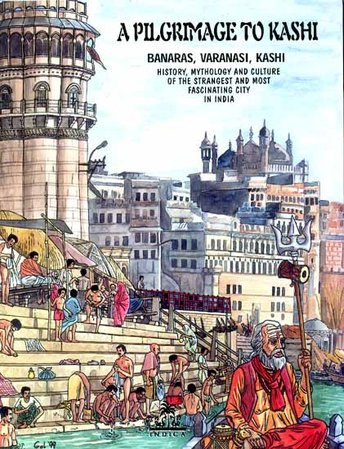 A PILGRIMAGE TO KASHI
BANARAS, VARANASI, KASHI
HISTORY, MYTHOLOGY AND CULTURE
OF THE STRANGEST AND MOST
FASCINATING CITY
IN INDIA
INDICA